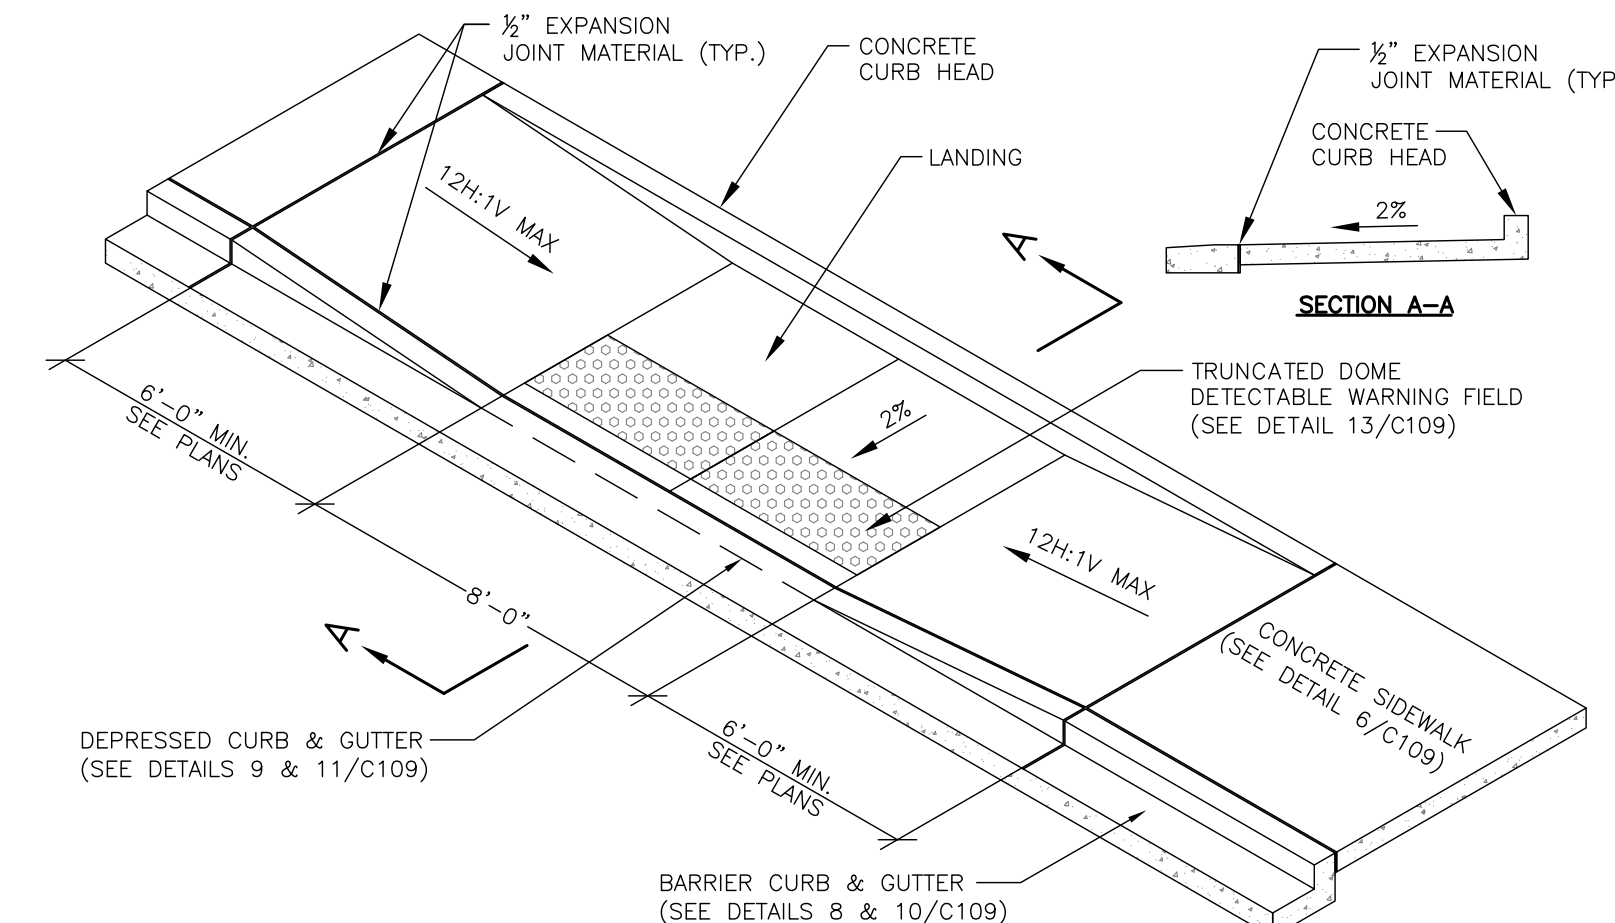 ½” EXPANSION
JOINT MATERIAL (TYP.)
CONCRETE
CURB HEAD
LANDING
12H:1V MAX
½” EXPANSION
JOINT MATERIAL (TYP
CONCRETE
CURB HEAD
2%
SECTION A–A
A
TRUNCATED DOME
DETECTABLE WARNING FIELD
(SEE DETAIL 13/C109)
2%
6’–0” MIN.
SEE PLANS
12H:1V MAX
8’–0”
A
CONCRETE SIDEWALK
(SEE DETAIL 6/C109)
DEPRESSED CURB & GUTTER
(SEE DETAILS 9 & 11/C109)
6’–0” MIN.
SEE PLANS
BARRIER CURB & GUTTER
(SEE DETAILS 8 & 10/C109)